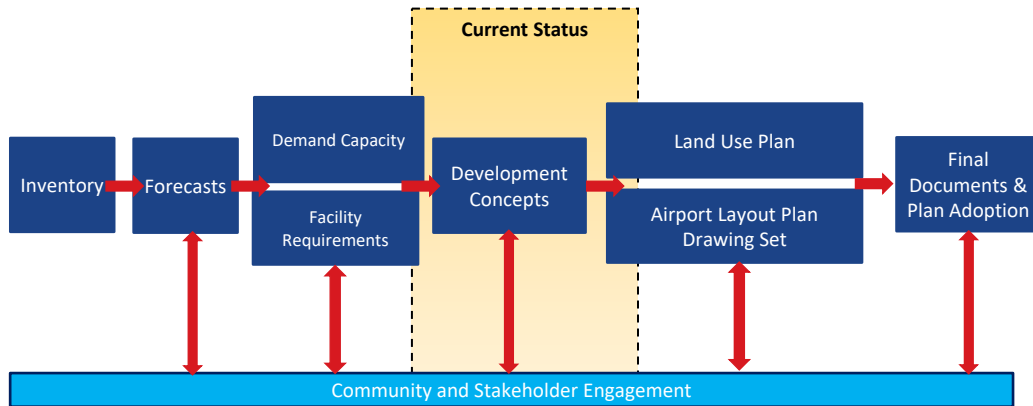 Current Status
Inventory
Forecasts
Demand Capacity
Facility
Requirements
Development
Concepts
Land Use Plan
Airport Layout Plan
Drawing Set
Final
Documents &
Plan Adoption
Community and Stakeholder Engagement